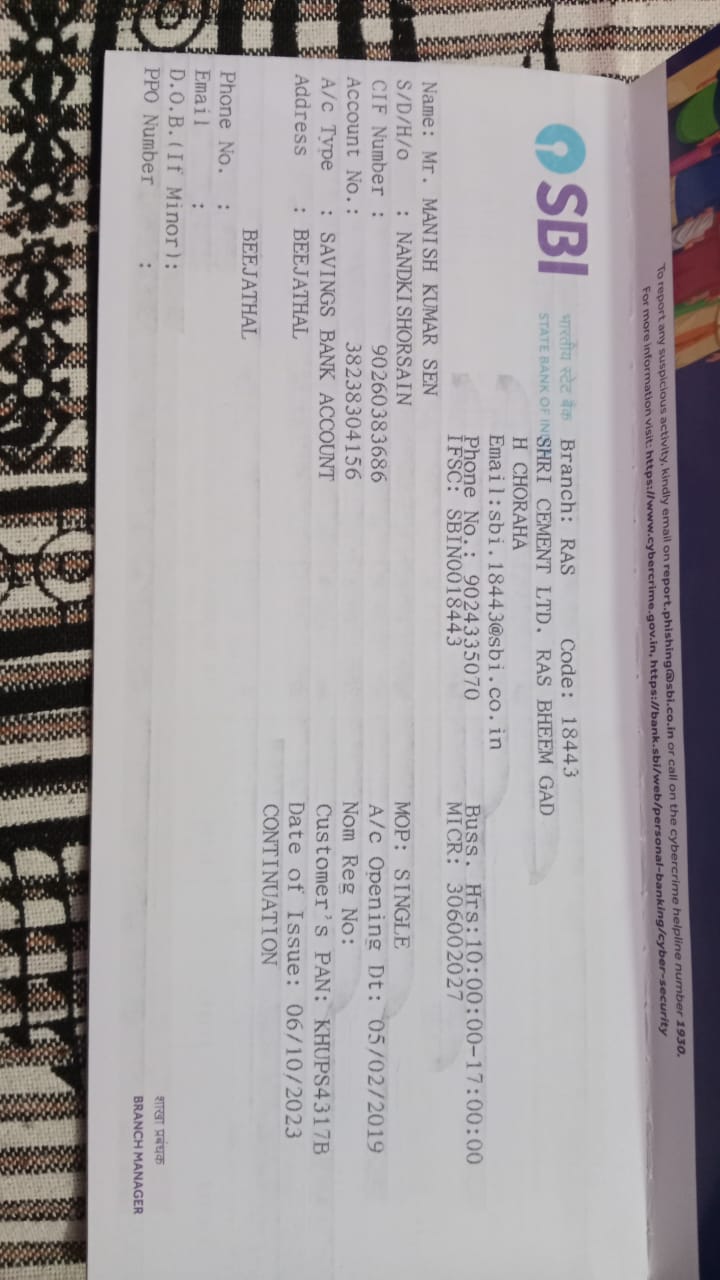 To report any suspicious activity, kindly email on report.phishing@sbi.co.in or call on the cybercrime helpline number 1930.
For more information visit: https://www.cybercrime.gov.in, https://bank.sbi/web/personal-banking/cyber-security
SBI
भारतीय स्टेट बैंक
STATE BANK OF IN
Branch: RAS Code: 18443
SHRI CEMENT LTD. RAS BHEEM GAD
H CHORAHA
Email:sbi.18443@sbi.co.in
Phone No.: 9024335070 Buss. Hrs:10:00:00-17:00:00
IFSC: SBIN0018443 MICR: 306002027
Name: Mr. MANISH KUMAR SEN
S/D/H/o : NANDKISHORSAIN MOP: SINGLE
CIF Number : 90260383686 A/c Opening Dt: 05/02/2019
Account No.: 38238304156 Nom Reg No:
A/c Type : SAVINGS BANK ACCOUNT Customer's PAN: KHUPS4317B
Address : BEEJATHAL Date of Issue: 06/10/2023
CONTINUATION
BEEJATHAL
Phone No. :
Email :
D.O.B.(If Minor):
PPO Number :
शाखा प्रबंधक
BRANCH MANAGER